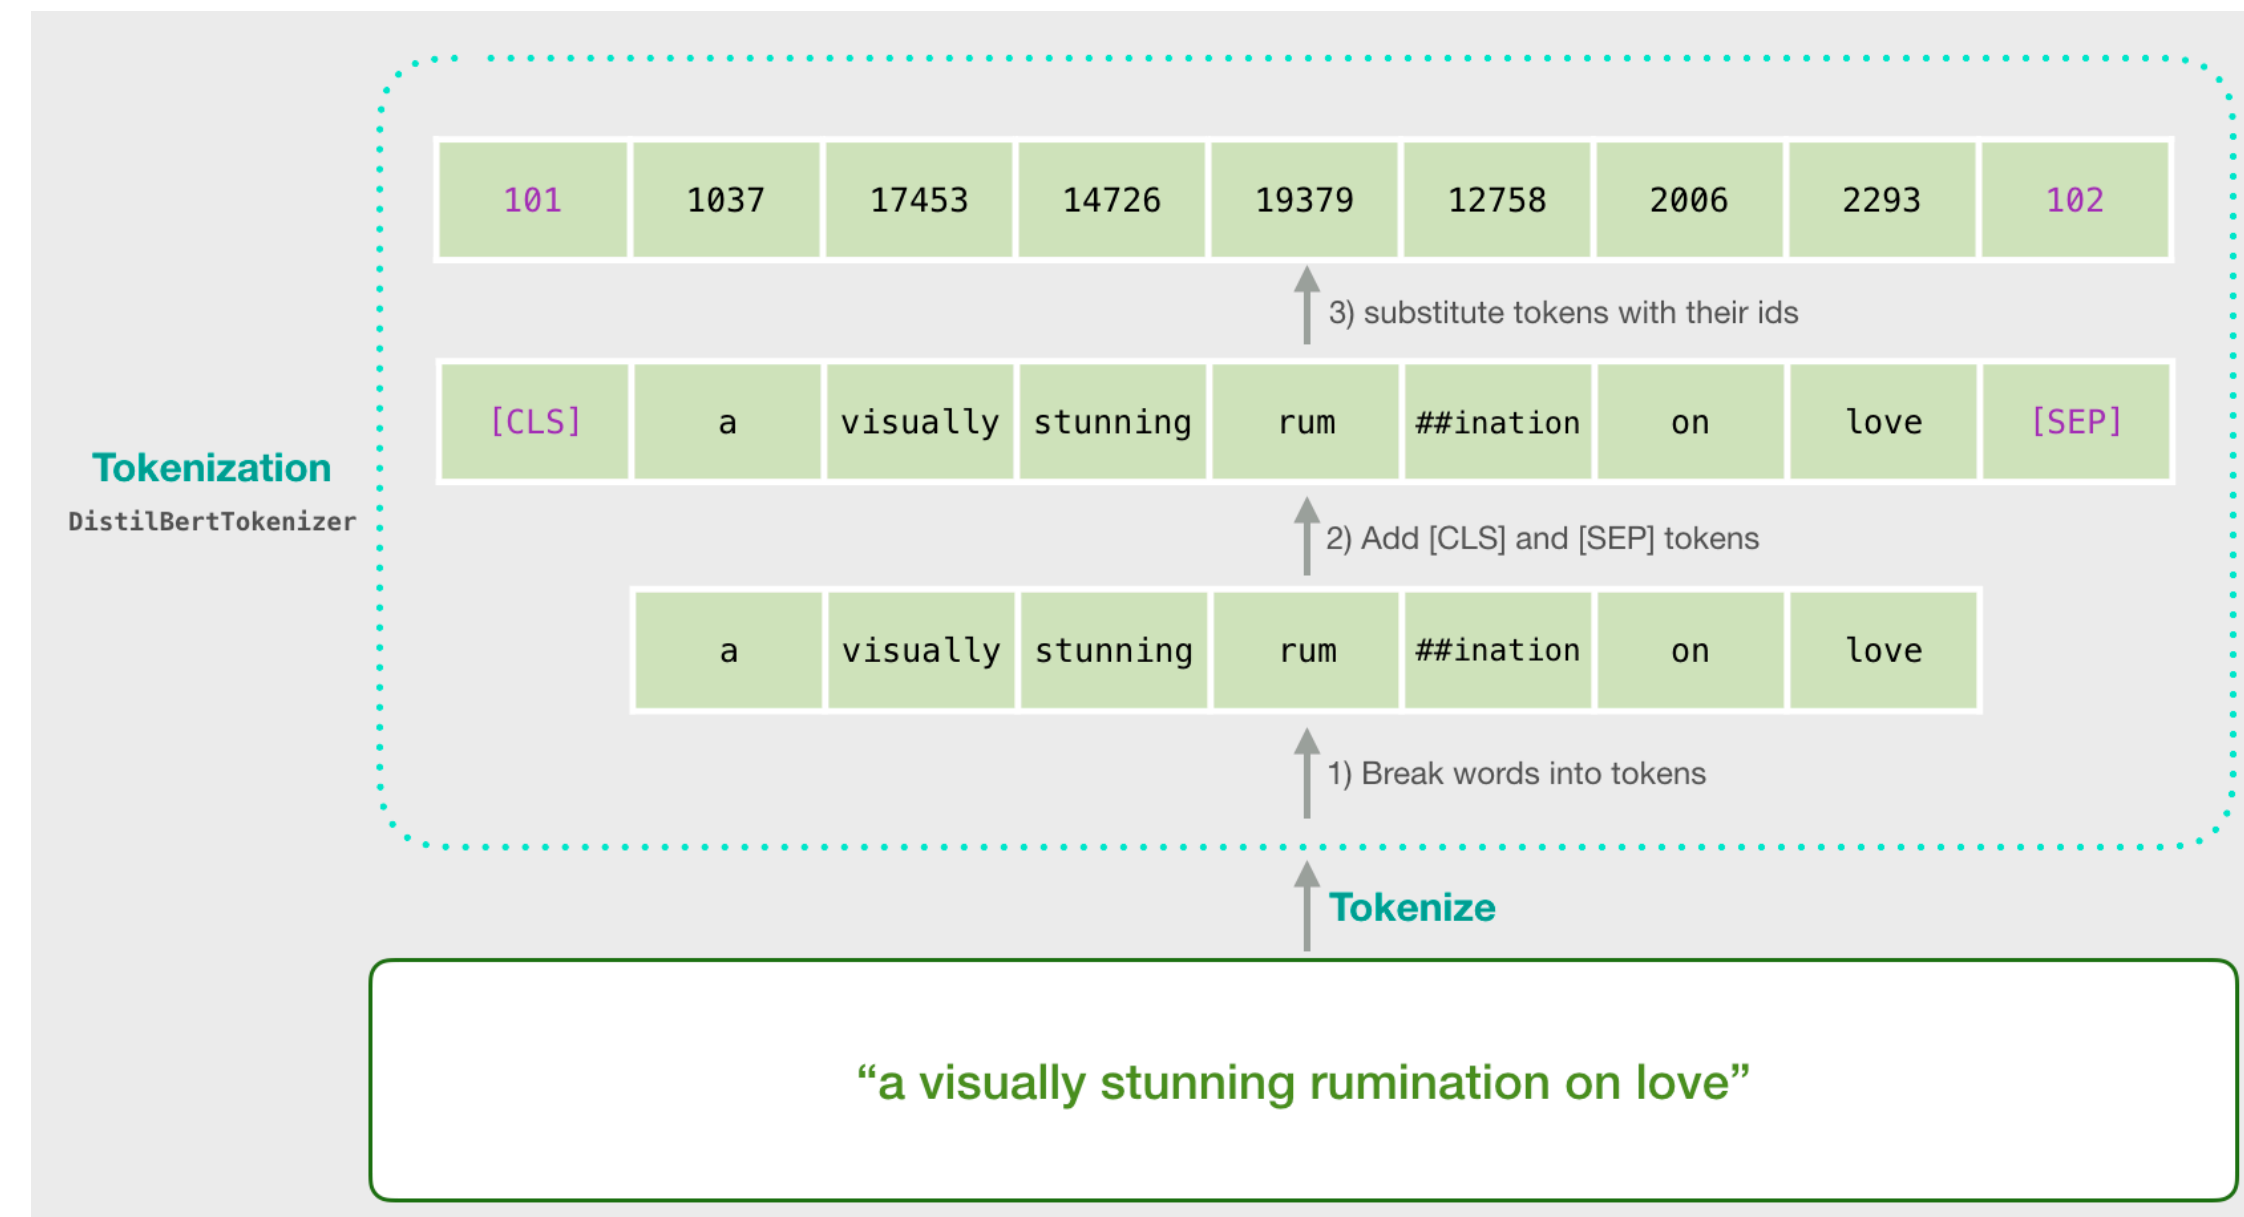 101 1037 17453 14726 19379 12758 2006 2293 102
3) substitute tokens with their ids
[CLS] a visually stunning rum ##ination on love [SEP]
Tokenization
DistilBertTokenizer
2) Add [CLS] and [SEP] tokens
a visually stunning rum ##ination on love
1) Break words into tokens
Tokenize
“a visually stunning rumination on love”